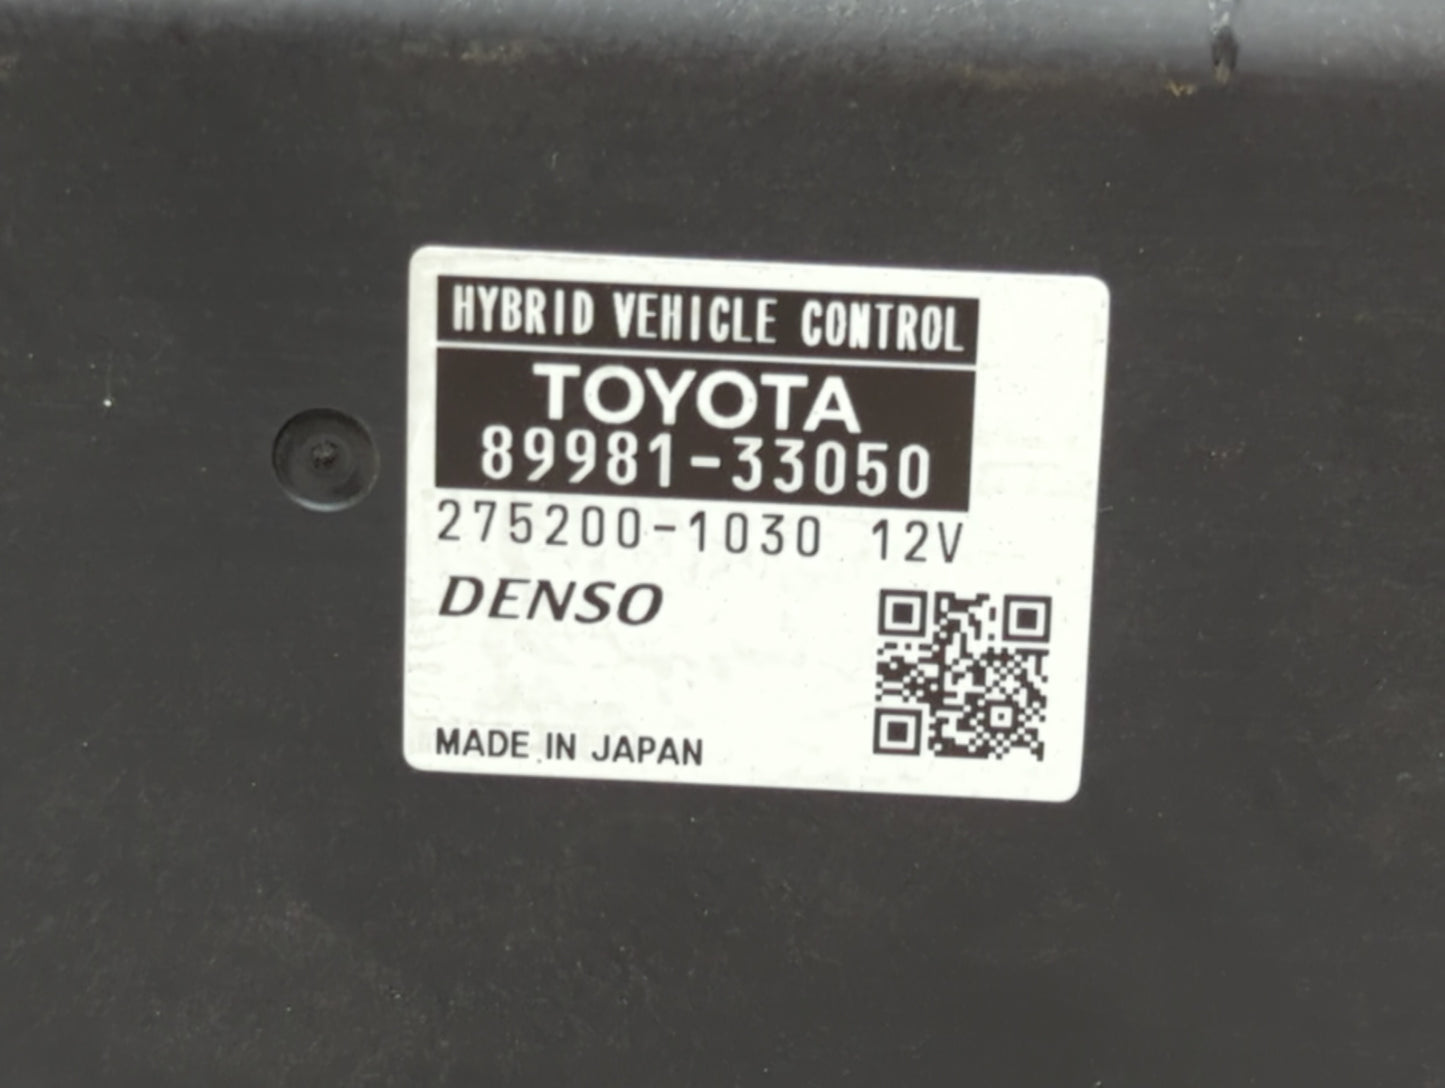 HYBRID VEHICLE CONTROL
TOYOTA
89981-33050
275200-1030 12V
DENSO
MADE IN JAPAN